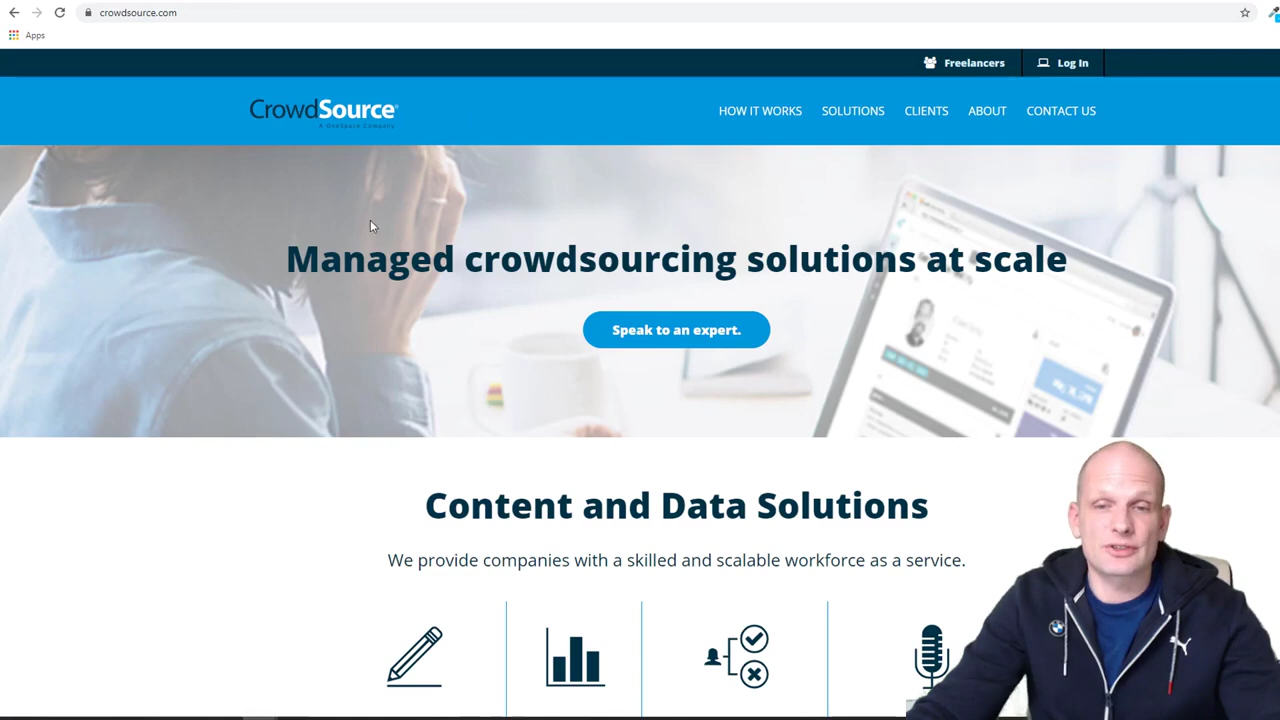 crowdsource.com
Apps
Freelancers
Log In
CrowdSource®
A OneSpace Company
HOW IT WORKS
SOLUTIONS
CLIENTS
ABOUT
CONTACT US
Managed crowdsourcing solutions at scale
Speak to an expert.
Content and Data Solutions
We provide companies with a skilled and scalable workforce as a service.